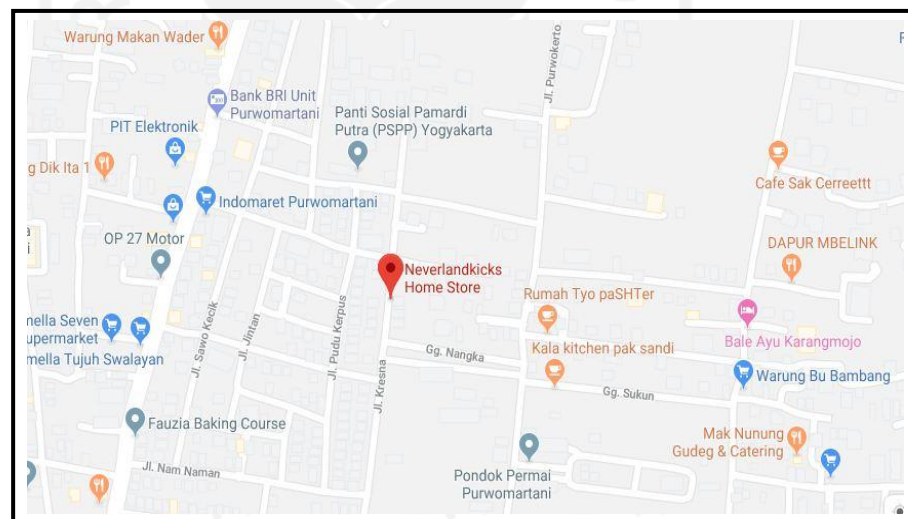 Warung Makan Wader
Bank BRI Unit
Purwomartani
PIT Elektronik
Panti Sosial Pamardi
Putra (PSPP) Yogyakarta
Jl. Purwokerto
g Dik Ita 1
Cafe Sak Cerreettt
Indomaret Purwomartani
OP 27 Motor
DAPUR MBELINK
Neverlandkicks
Home Store
Rumah Tyo paSHTer
nella Seven
upermarket
mella Tujuh Swalayan
Jl. Sawo Kecik
Jl. Jintan
Jl. Pudu Kerpus
Jl. Kresna
Gg. Nangka
Kala kitchen pak sandi
Bale Ayu Karangmojo
Gg. Sukun
Warung Bu Bambang
Fauzia Baking Course
Mak Nunung
Gudeg & Catering
Jl. Nam Naman
Pondok Permai
Purwomartani